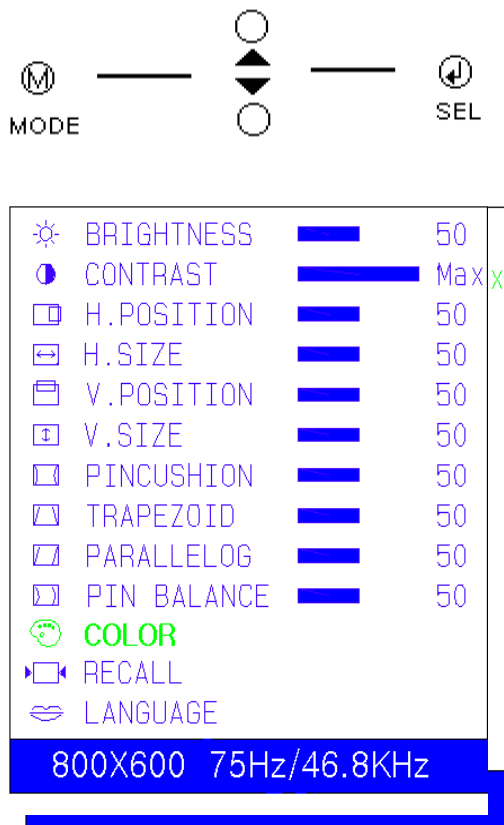 M
MODE
SEL
BRIGHTNESS 50
CONTRAST Max x
H.POSITION 50
H.SIZE 50
V.POSITION 50
V.SIZE 50
PINCUSHION 50
TRAPEZOID 50
PARALLELOG 50
PIN BALANCE 50
COLOR
RECALL
LANGUAGE
800X600 75Hz/46.8KHz